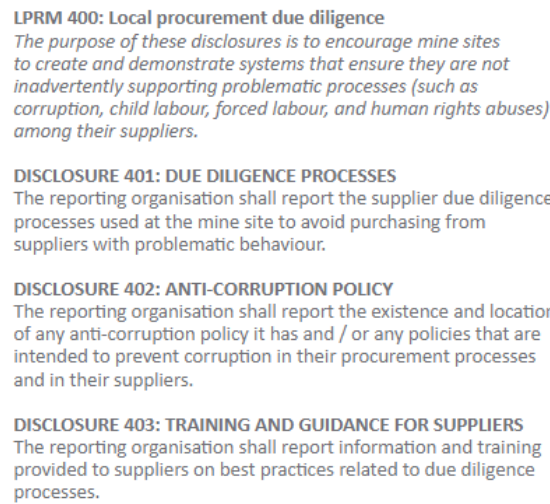 LPRM 400: Local procurement due diligence
The purpose of these disclosures is to encourage mine sites
to create and demonstrate systems that ensure they are not
inadvertently supporting problematic processes (such as
corruption, child labour, forced labour, and human rights abuses)
among their suppliers.
DISCLOSURE 401: DUE DILIGENCE PROCESSES
The reporting organisation shall report the supplier due diligence
processes used at the mine site to avoid purchasing from
suppliers with problematic behaviour.
DISCLOSURE 402: ANTI-CORRUPTION POLICY
The reporting organisation shall report the existence and location
of any anti-corruption policy it has and / or any policies that are
intended to prevent corruption in their procurement processes
and in their suppliers.
DISCLOSURE 403: TRAINING AND GUIDANCE FOR SUPPLIERS
The reporting organisation shall report information and training
provided to suppliers on best practices related to due diligence
processes.